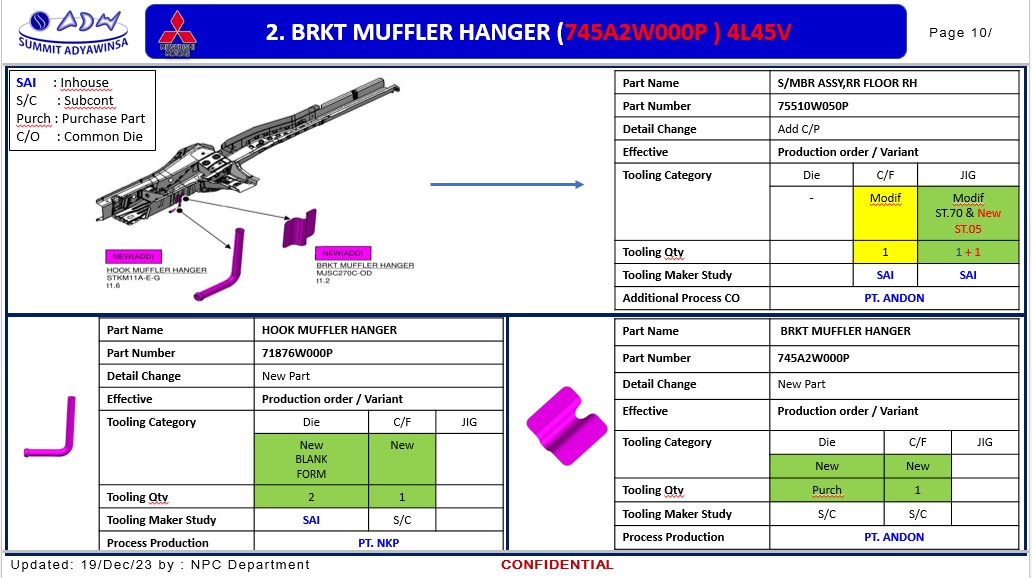 ADW
SUMMIT ADYAWINSA
MITSUBISHI
MOTORS
2. BRKT MUFFLER HANGER (745A2W000P ) 4L45V
Page 10/
SAI : Inhouse
S/C : Subcont
Purch : Purchase Part
C/O : Common Die
NEW(ADD)
HOOK MUFFLER HANGER
STKM11A-E-G
t1.6
NEW(ADD)
BRKT MUFFLER HANGER
MJSC270C-OD
t1.2
Part Name S/MBR ASSY,RR FLOOR RH
Part Number 75510W050P
Detail Change Add C/P
Effective Production order / Variant
Tooling Category Die C/F JIG
- Modif Modif
ST.70 & New
ST.05
Tooling Qty 1 1 + 1
Tooling Maker Study SAI SAI
Additional Process CO PT. ANDON
Part Name HOOK MUFFLER HANGER
Part Number 71876W000P
Detail Change New Part
Effective Production order / Variant
Tooling Category Die C/F JIG
New New
BLANK
FORM
Tooling Qty 2 1
Tooling Maker Study SAI S/C
Process Production PT. NKP
Part Name BRKT MUFFLER HANGER
Part Number 745A2W000P
Detail Change New Part
Effective Production order / Variant
Tooling Category Die C/F JIG
New New
Tooling Qty Purch 1
Tooling Maker Study S/C S/C
Process Production PT. ANDON
Updated: 19/Dec/23 by : NPC Department
CONFIDENTIAL